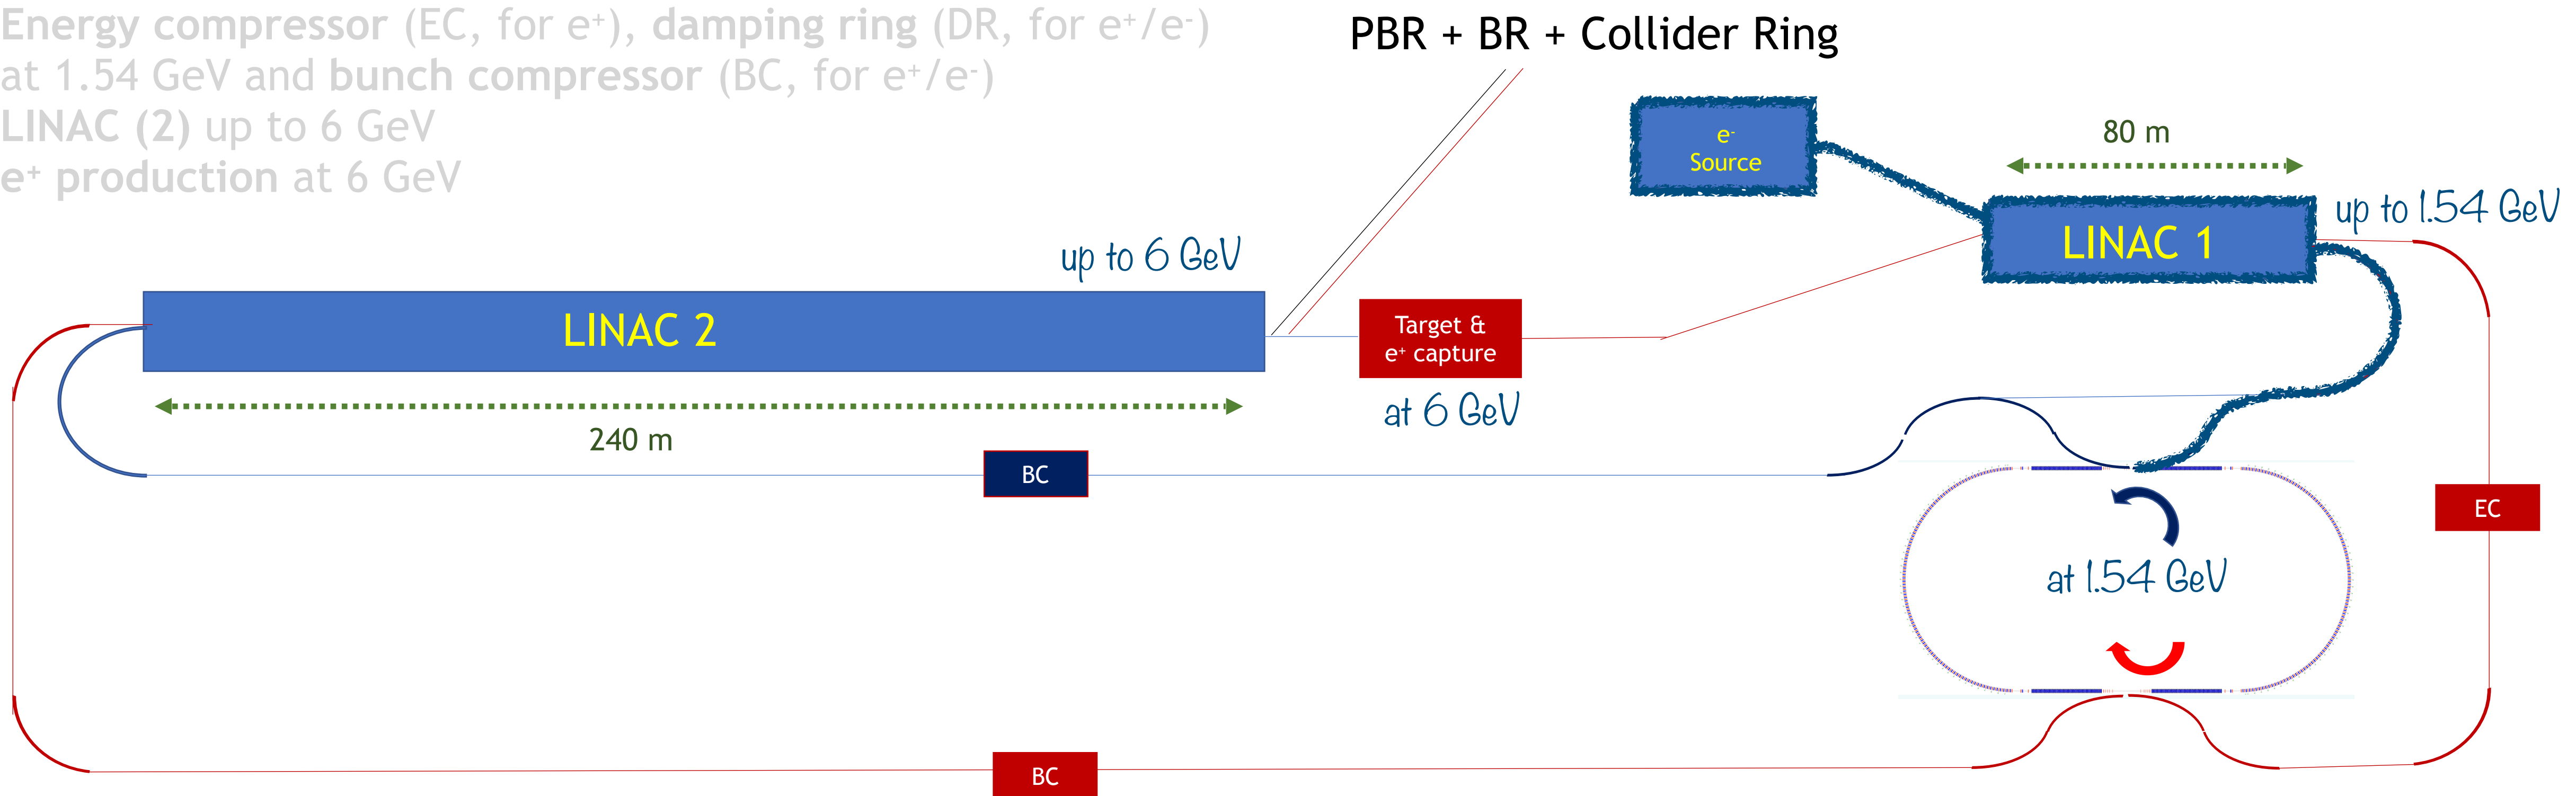 Energy compressor (EC, for e⁺), damping ring (DR, for e⁺/e⁻)
at 1.54 GeV and bunch compressor (BC, for e⁺/e⁻)
LINAC (2) up to 6 GeV
e⁺ production at 6 GeV
PBR + BR + Collider Ring
e⁻
Source
80 m
up to 1.54 GeV
LINAC 1
up to 6 GeV
LINAC 2
Target &
e⁺ capture
at 6 GeV
240 m
BC
EC
at 1.54 GeV
BC